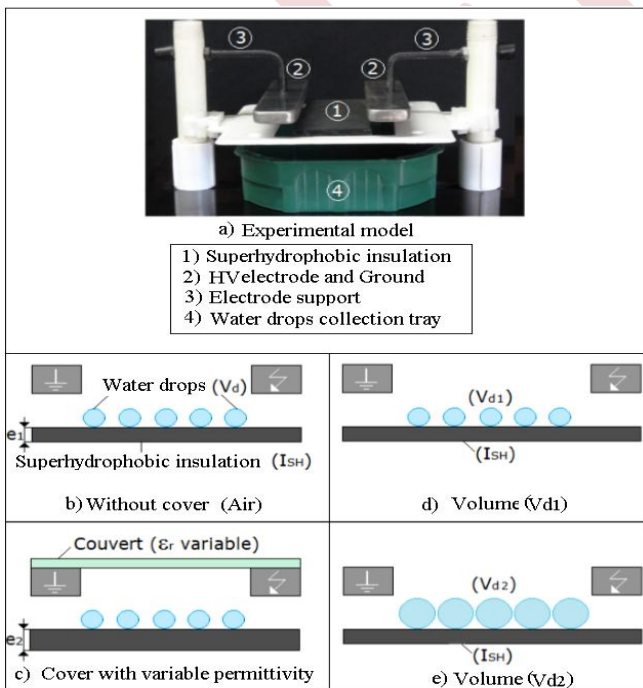 3
3
2
2
1
4
a) Experimental model
1) Superhydrophobic insulation
2) HV electrode and Ground
3) Electrode support
4) Water drops collection tray
Water drops (Vd)
e1
Superhydrophobic insulation (ISH)
b) Without cover (Air)
(Vd1)
(ISH)
d) Volume (Vd1)
Couvert (εr variable)
e2
c) Cover with variable permittivity
(Vd2)
(ISH)
e) Volume (Vd2)